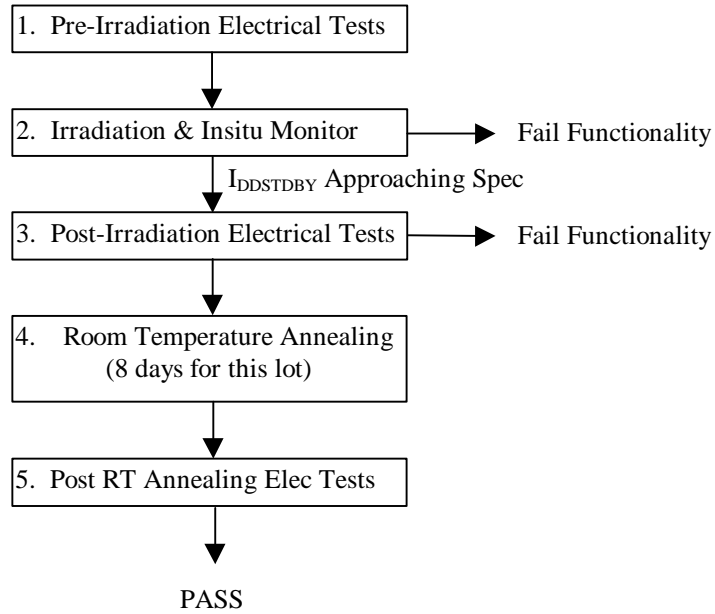 1. Pre-Irradiation Electrical Tests
2. Irradiation & Insitu Monitor
Fail Functionality
IDDSTDBY Approaching Spec
3. Post-Irradiation Electrical Tests
Fail Functionality
4. Room Temperature Annealing
(8 days for this lot)
5. Post RT Annealing Elec Tests
PASS